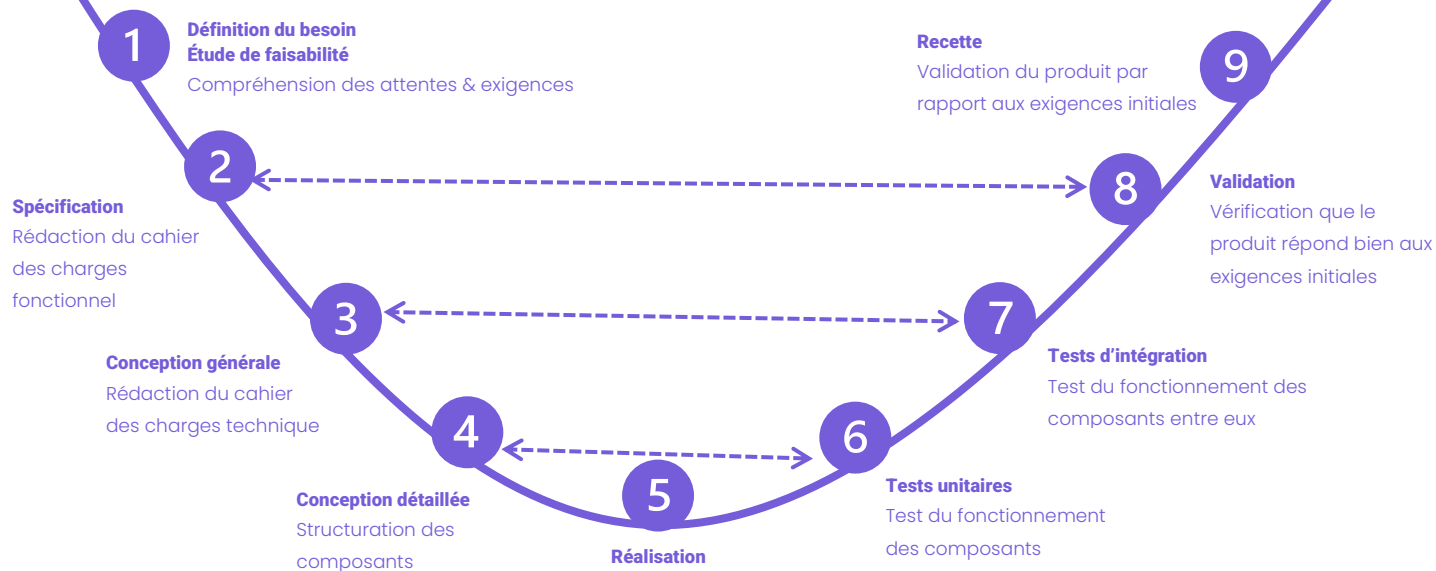 1
Définition du besoin
Étude de faisabilité
Compréhension des attentes & exigences
2
Spécification
Rédaction du cahier
des charges
fonctionnel
3
Conception générale
Rédaction du cahier
des charges technique
4
Conception détaillée
Structuration des
composants
5
Réalisation
6
Tests unitaires
Test du fonctionnement
des composants
7
Tests d’intégration
Test du fonctionnement des
composants entre eux
8
Validation
Vérification que le
produit répond bien aux
exigences initiales
9
Recette
Validation du produit par
rapport aux exigences initiales